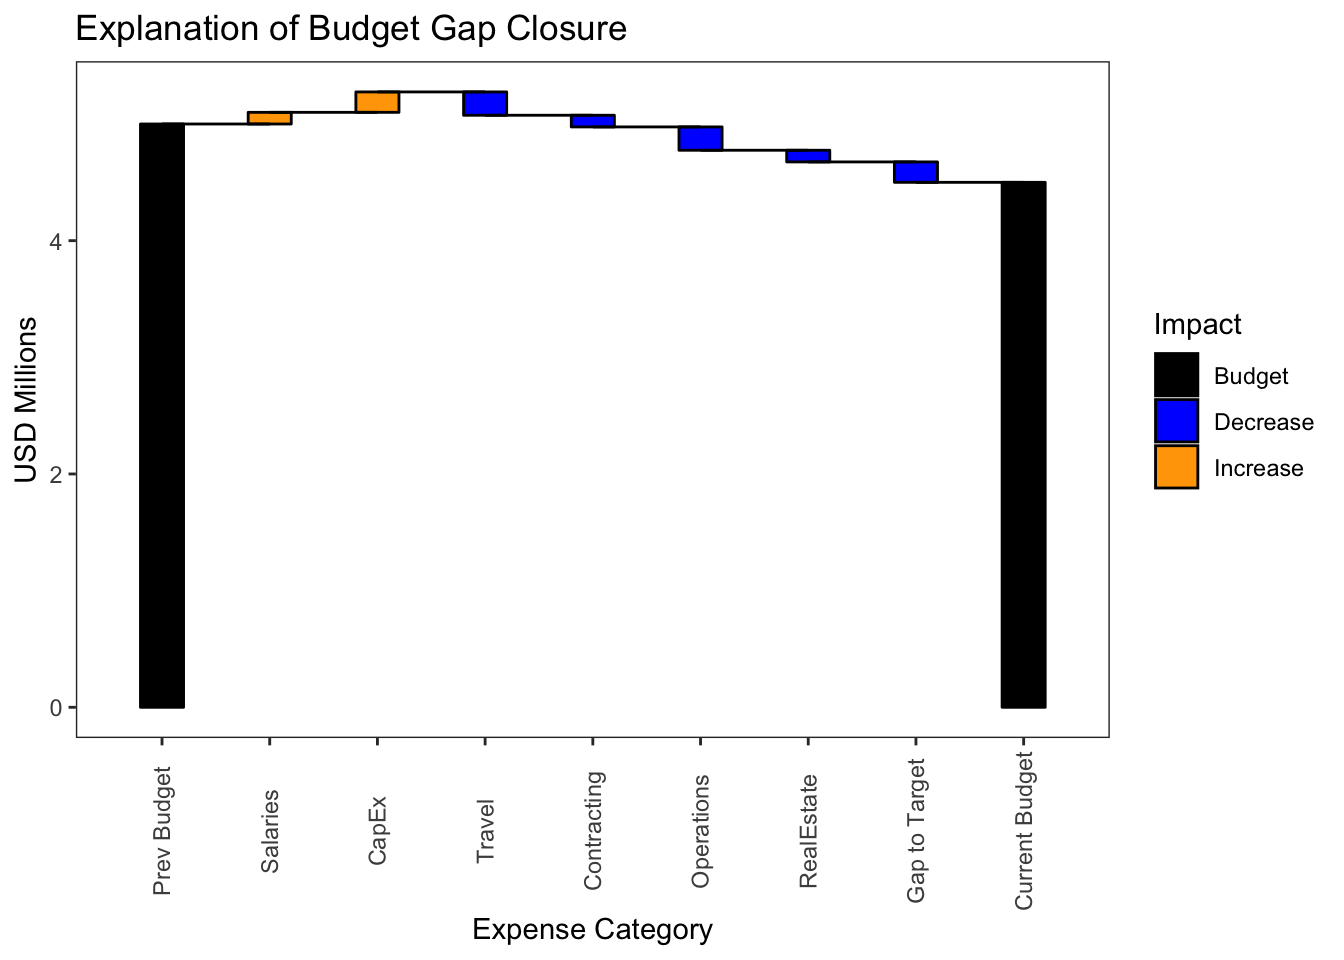 Explanation of Budget Gap Closure
USD Millions
4
2
0
Prev Budget
Salaries
CapEx
Travel
Contracting
Operations
RealEstate
Gap to Target
Current Budget
Expense Category
Impact
Budget
Decrease
Increase